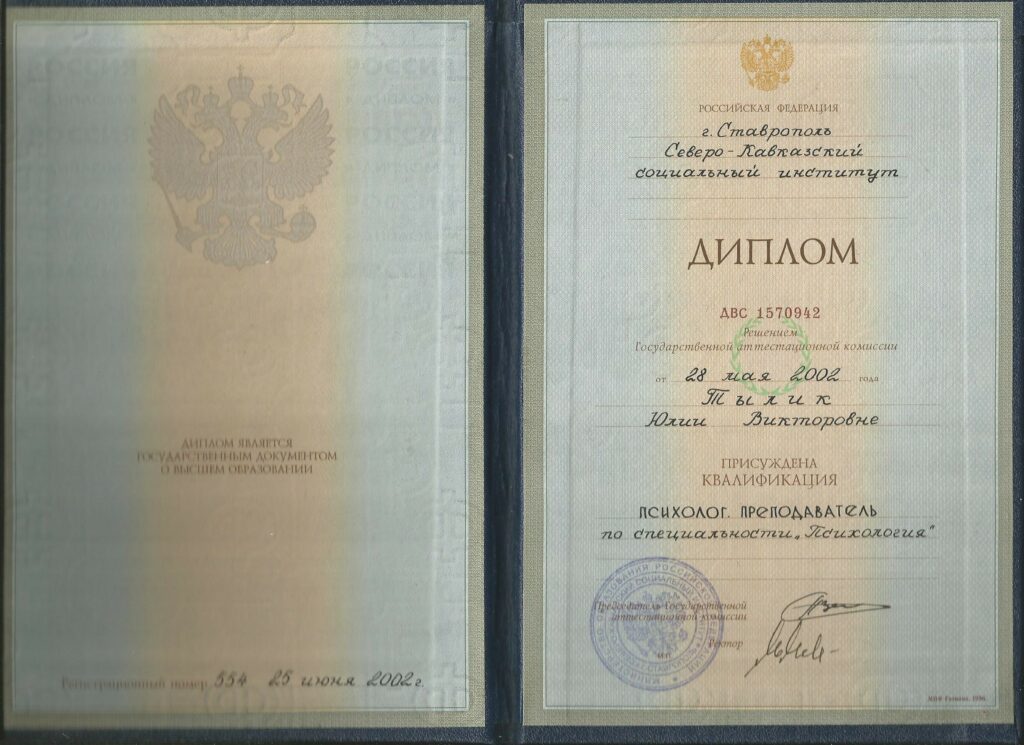 ДИПЛОМ ЯВЛЯЕТСЯ
ГОСУДАРСТВЕННЫМ ДОКУМЕНТОМ
О ВЫСШЕМ ОБРАЗОВАНИИ
Регистрационный номер 554 25 июня 2002г.
РОССИЙСКАЯ ФЕДЕРАЦИЯ
г. Ставрополь
Северо-Кавказский
социальный институт
ДИПЛОМ
ДВС 1570942
Решением
Государственной аттестационной комиссии
от 28 мая 2002 года
Тылик
Юлии Викторовне
ПРИСУЖДЕНА
КВАЛИФИКАЦИЯ
ПСИХОЛОГ. ПРЕПОДАВАТЕЛЬ
по специальности „Психология"
Председатель Государственной
аттестационной комиссии
Ректор